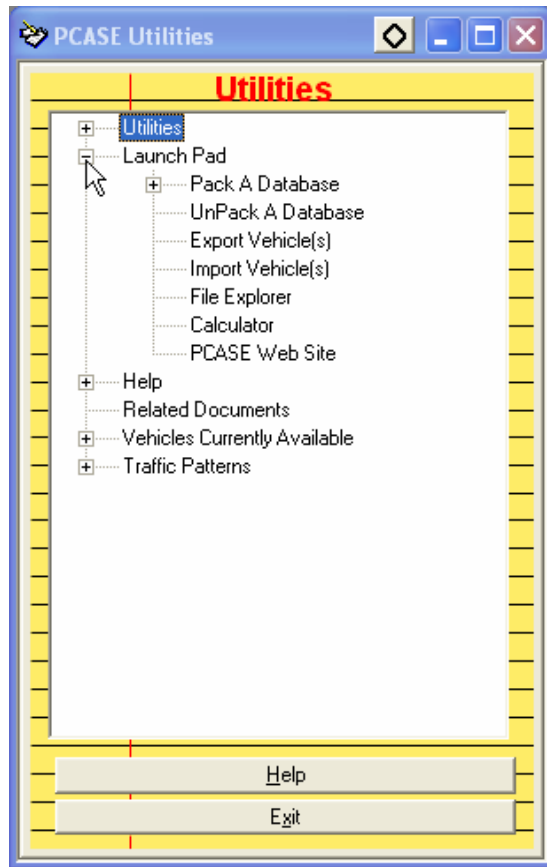 PCASE Utilities
Utilities
Utilities
Launch Pad
Pack A Database
UnPack A Database
Export Vehicle(s)
Import Vehicle(s)
File Explorer
Calculator
PCASE Web Site
Help
Related Documents
Vehicles Currently Available
Traffic Patterns
Help
Exit